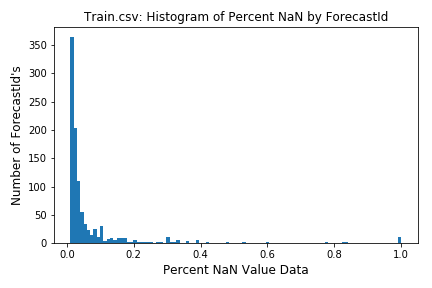 Train.csv: Histogram of Percent NaN by ForecastId
Number of ForecastId's
350
300
250
200
150
100
50
0
0.0 0.2 0.4 0.6 0.8 1.0
Percent NaN Value Data